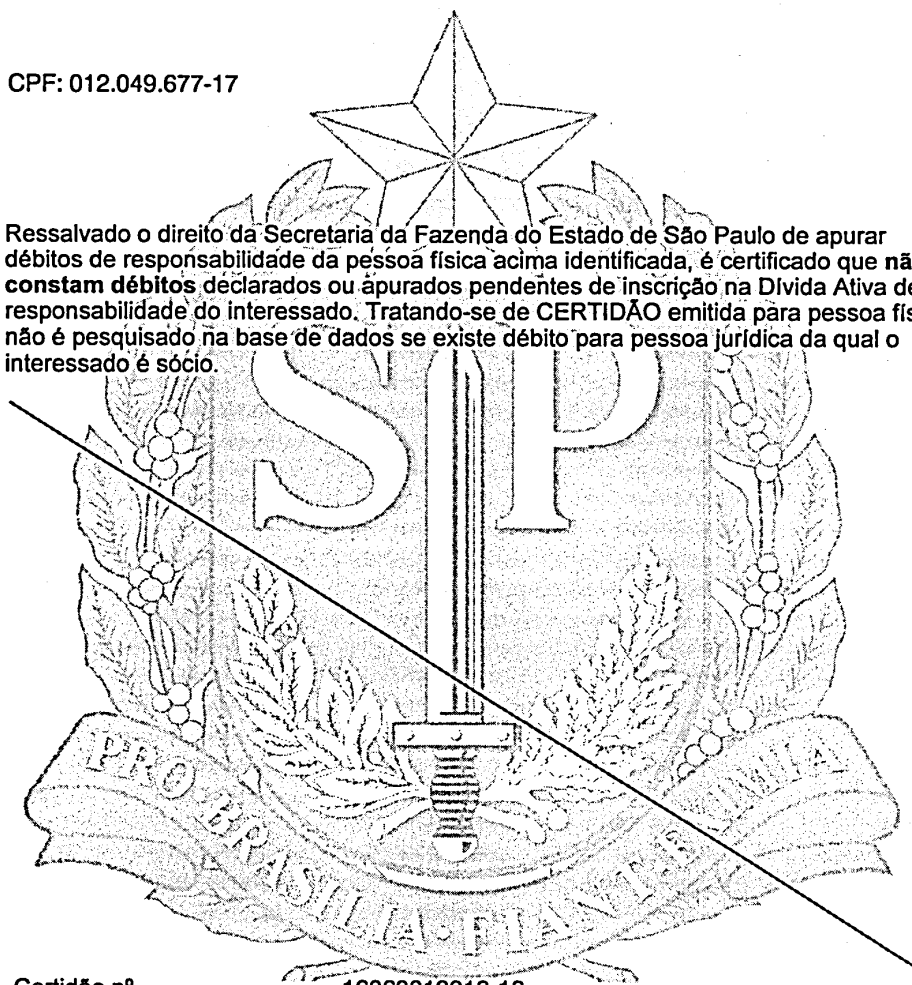 CPF: 012.049.677-17
Ressalvado o direito da Secretaria da Fazenda do Estado de São Paulo de apurar
débitos de responsabilidade da pessoa física acima identificada, é certificado que
constam débitos declarados ou apurados pendentes de inscrição na Dívida Ativa
responsabilidade do interessado. Tratando-se de CERTIDÃO emitida para pessoa
não é pesquisado na base de dados se existe débito para pessoa jurídica da qual o
interessado é sócio.
SP
PRO·BRASILIA·FIANT·EXIMIA
Certidão nº